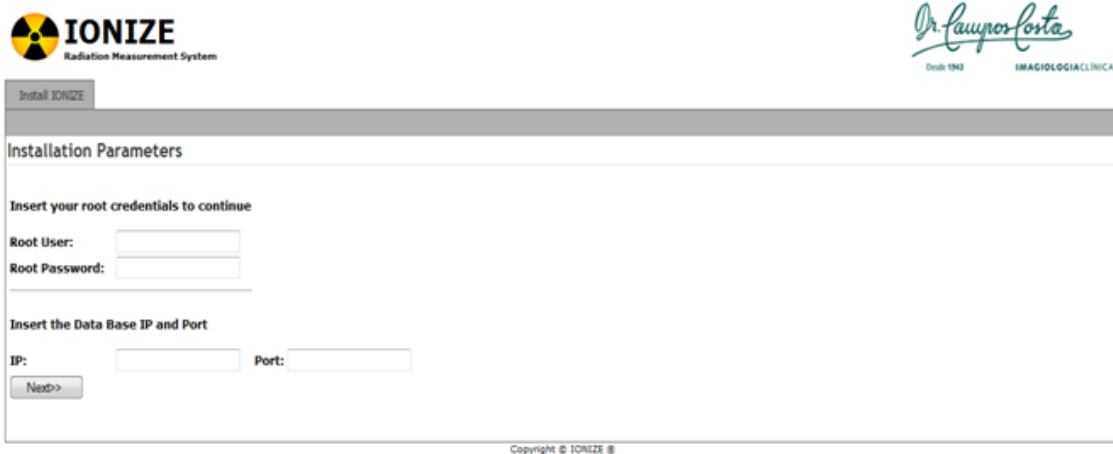 IONIZE
Radiation Measurement System
Dr. Campos Costa
Desde 1943 IMAGIOLOGIACLÍNICA
Install IONIZE
Installation Parameters
Insert your root credentials to continue
Root User:
Root Password:
Insert the Data Base IP and Port
IP: Port:
Next>>
Copyright © IONIZE ®